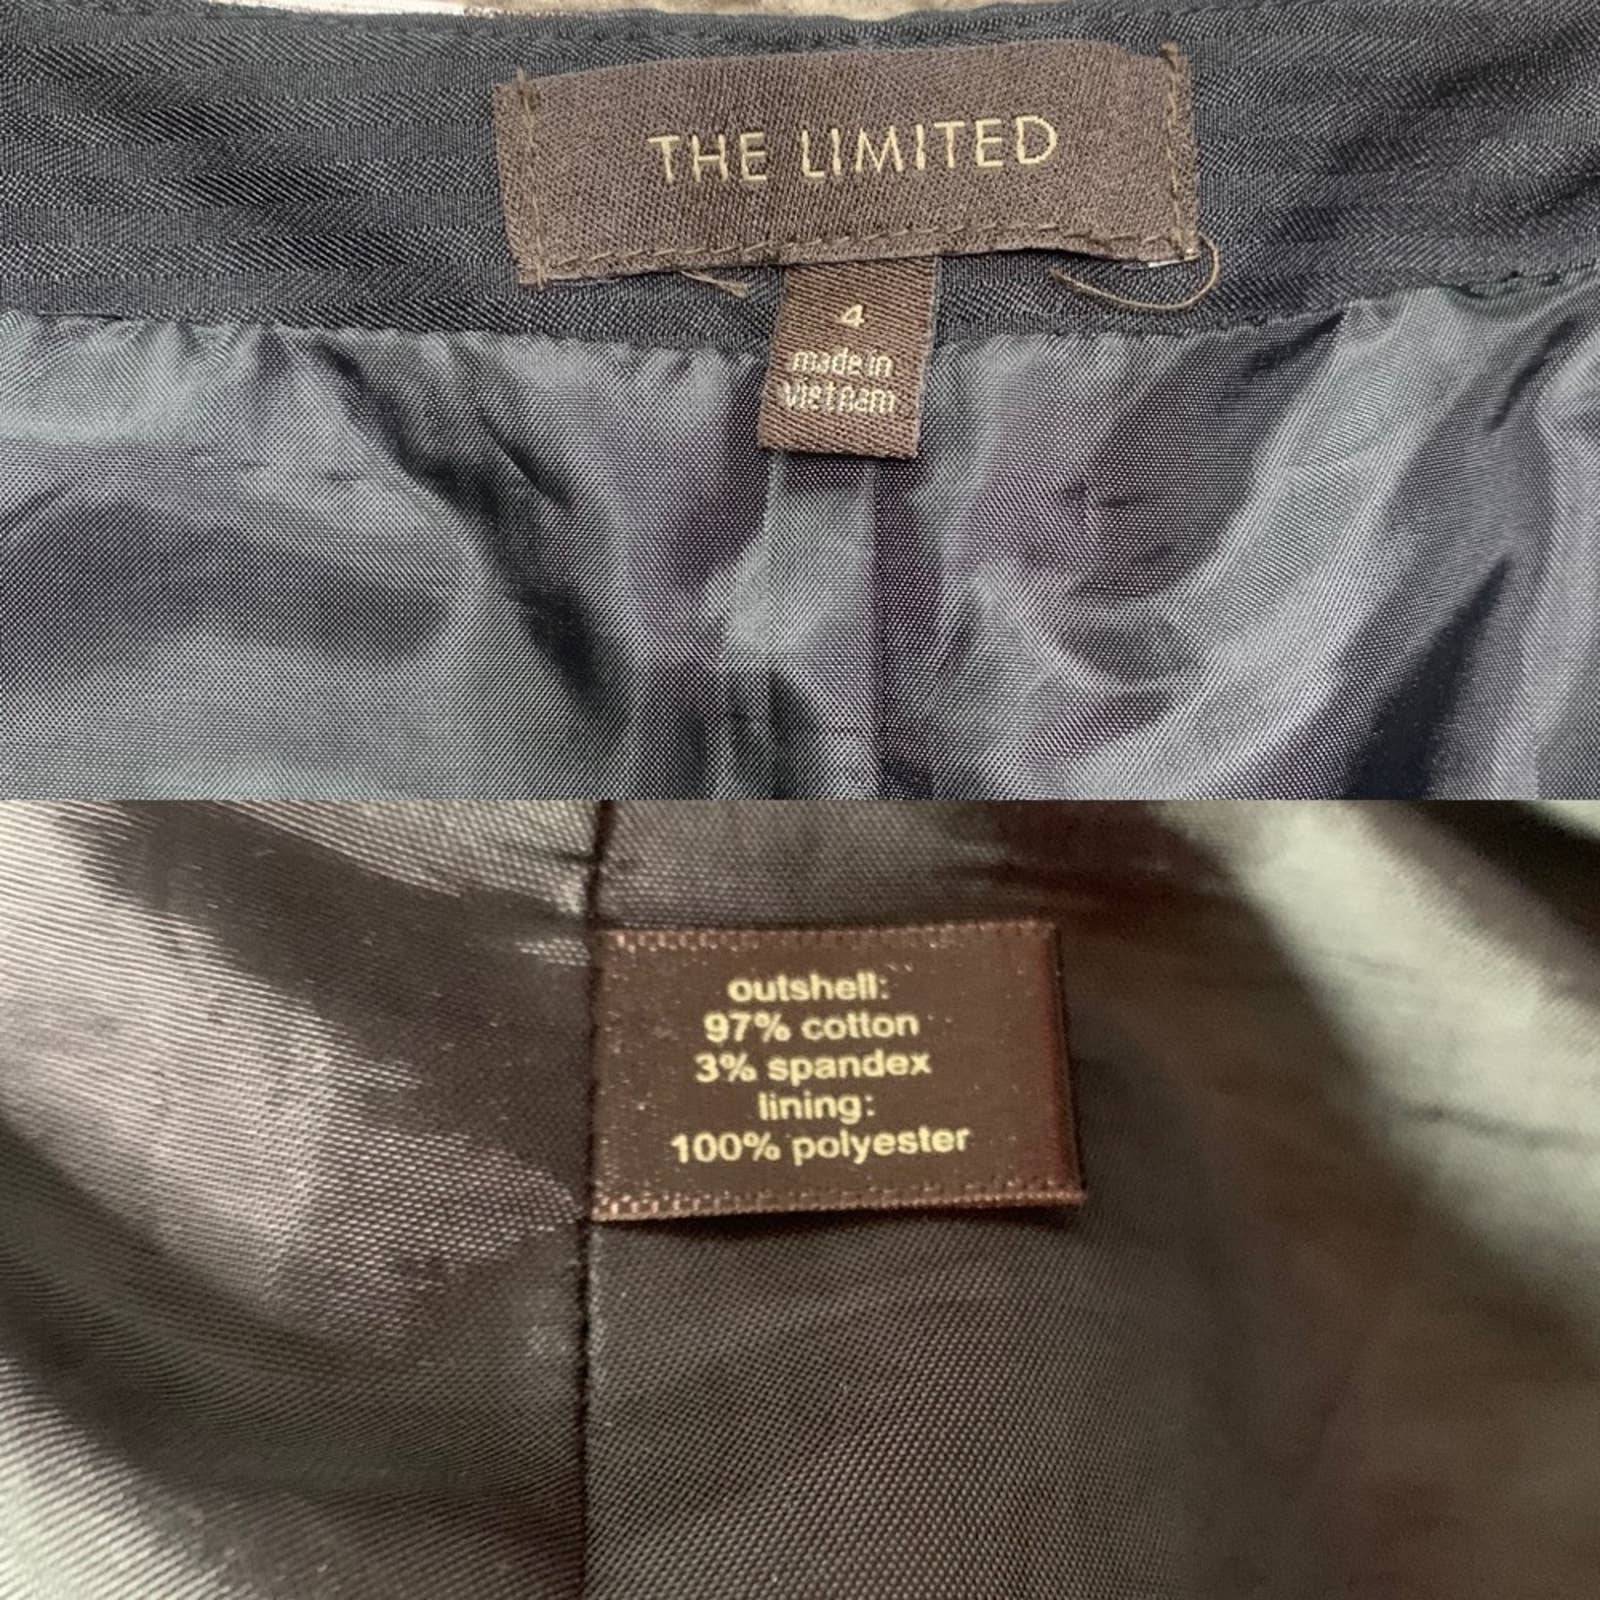 THE LIMITED
4
made in
vietnam
outshell:
97% cotton
3% spandex
lining:
100% polyester